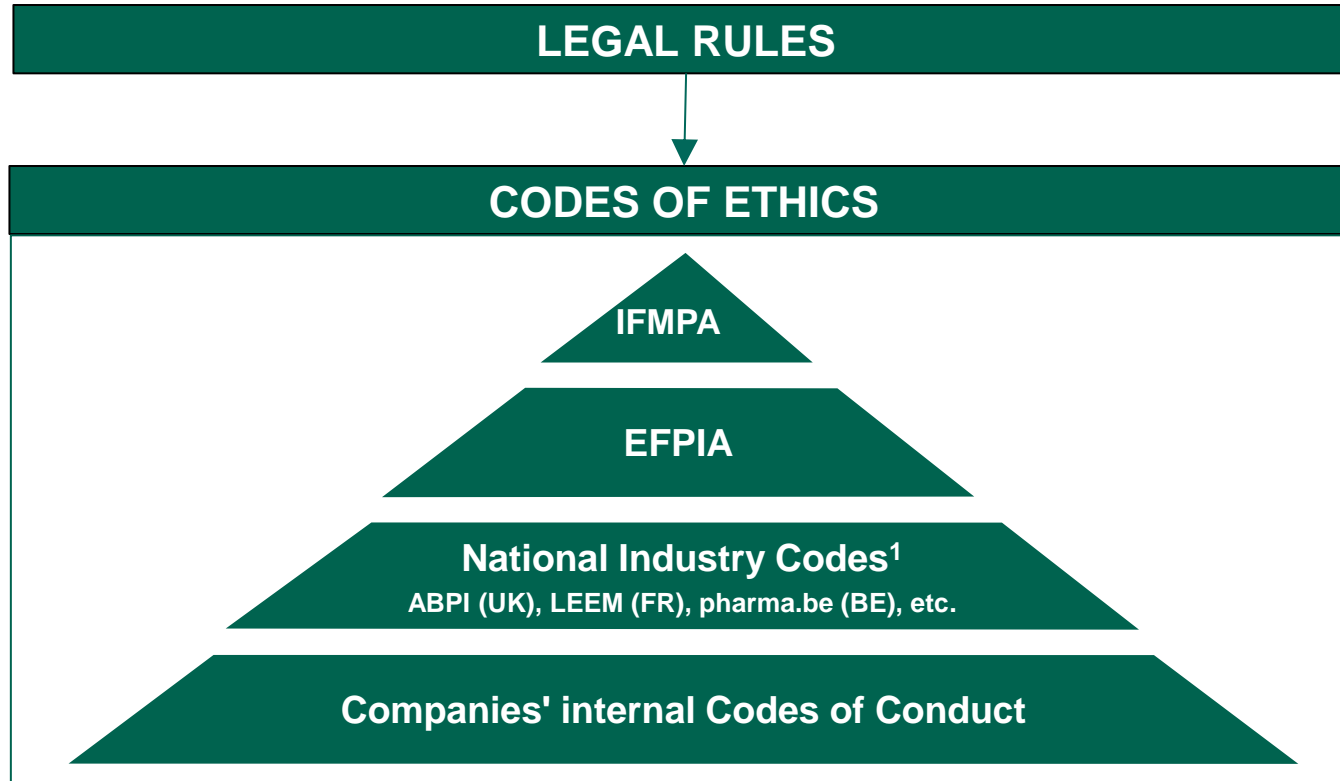 LEGAL RULES
CODES OF ETHICS
IFMPA
EFPIA
National Industry Codes¹
ABPI (UK), LEEM (FR), pharma.be (BE), etc.
Companies' internal Codes of Conduct